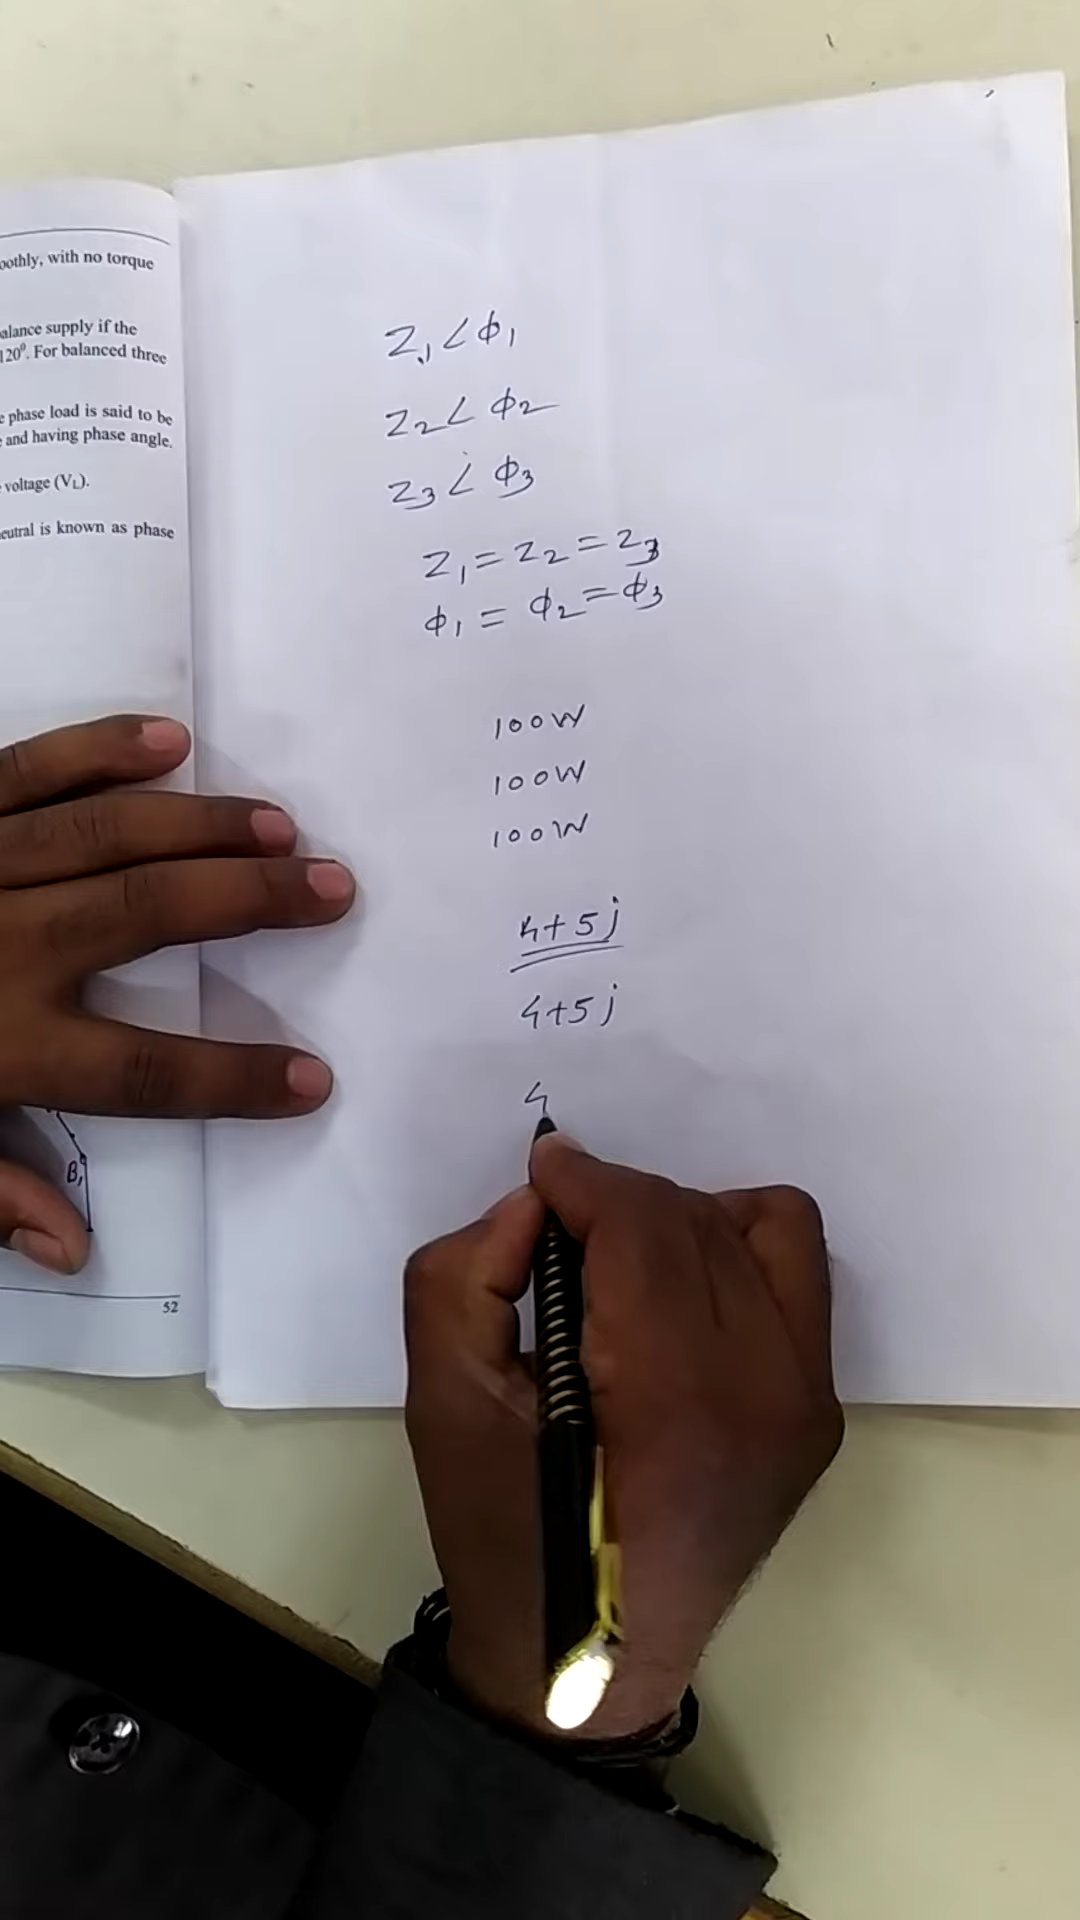 oothly, with no torque
alance supply if the
120⁰. For balanced three
e phase load is said to be
and having phase angle.
voltage (VL).
eutral is known as phase
B1
52
Z1∠ϕ1
Z2∠ϕ2
Z3∠ϕ3
Z1=Z2=Z3
ϕ1=ϕ2=ϕ3
100W
100W
100W
4+5j
4+5j
4